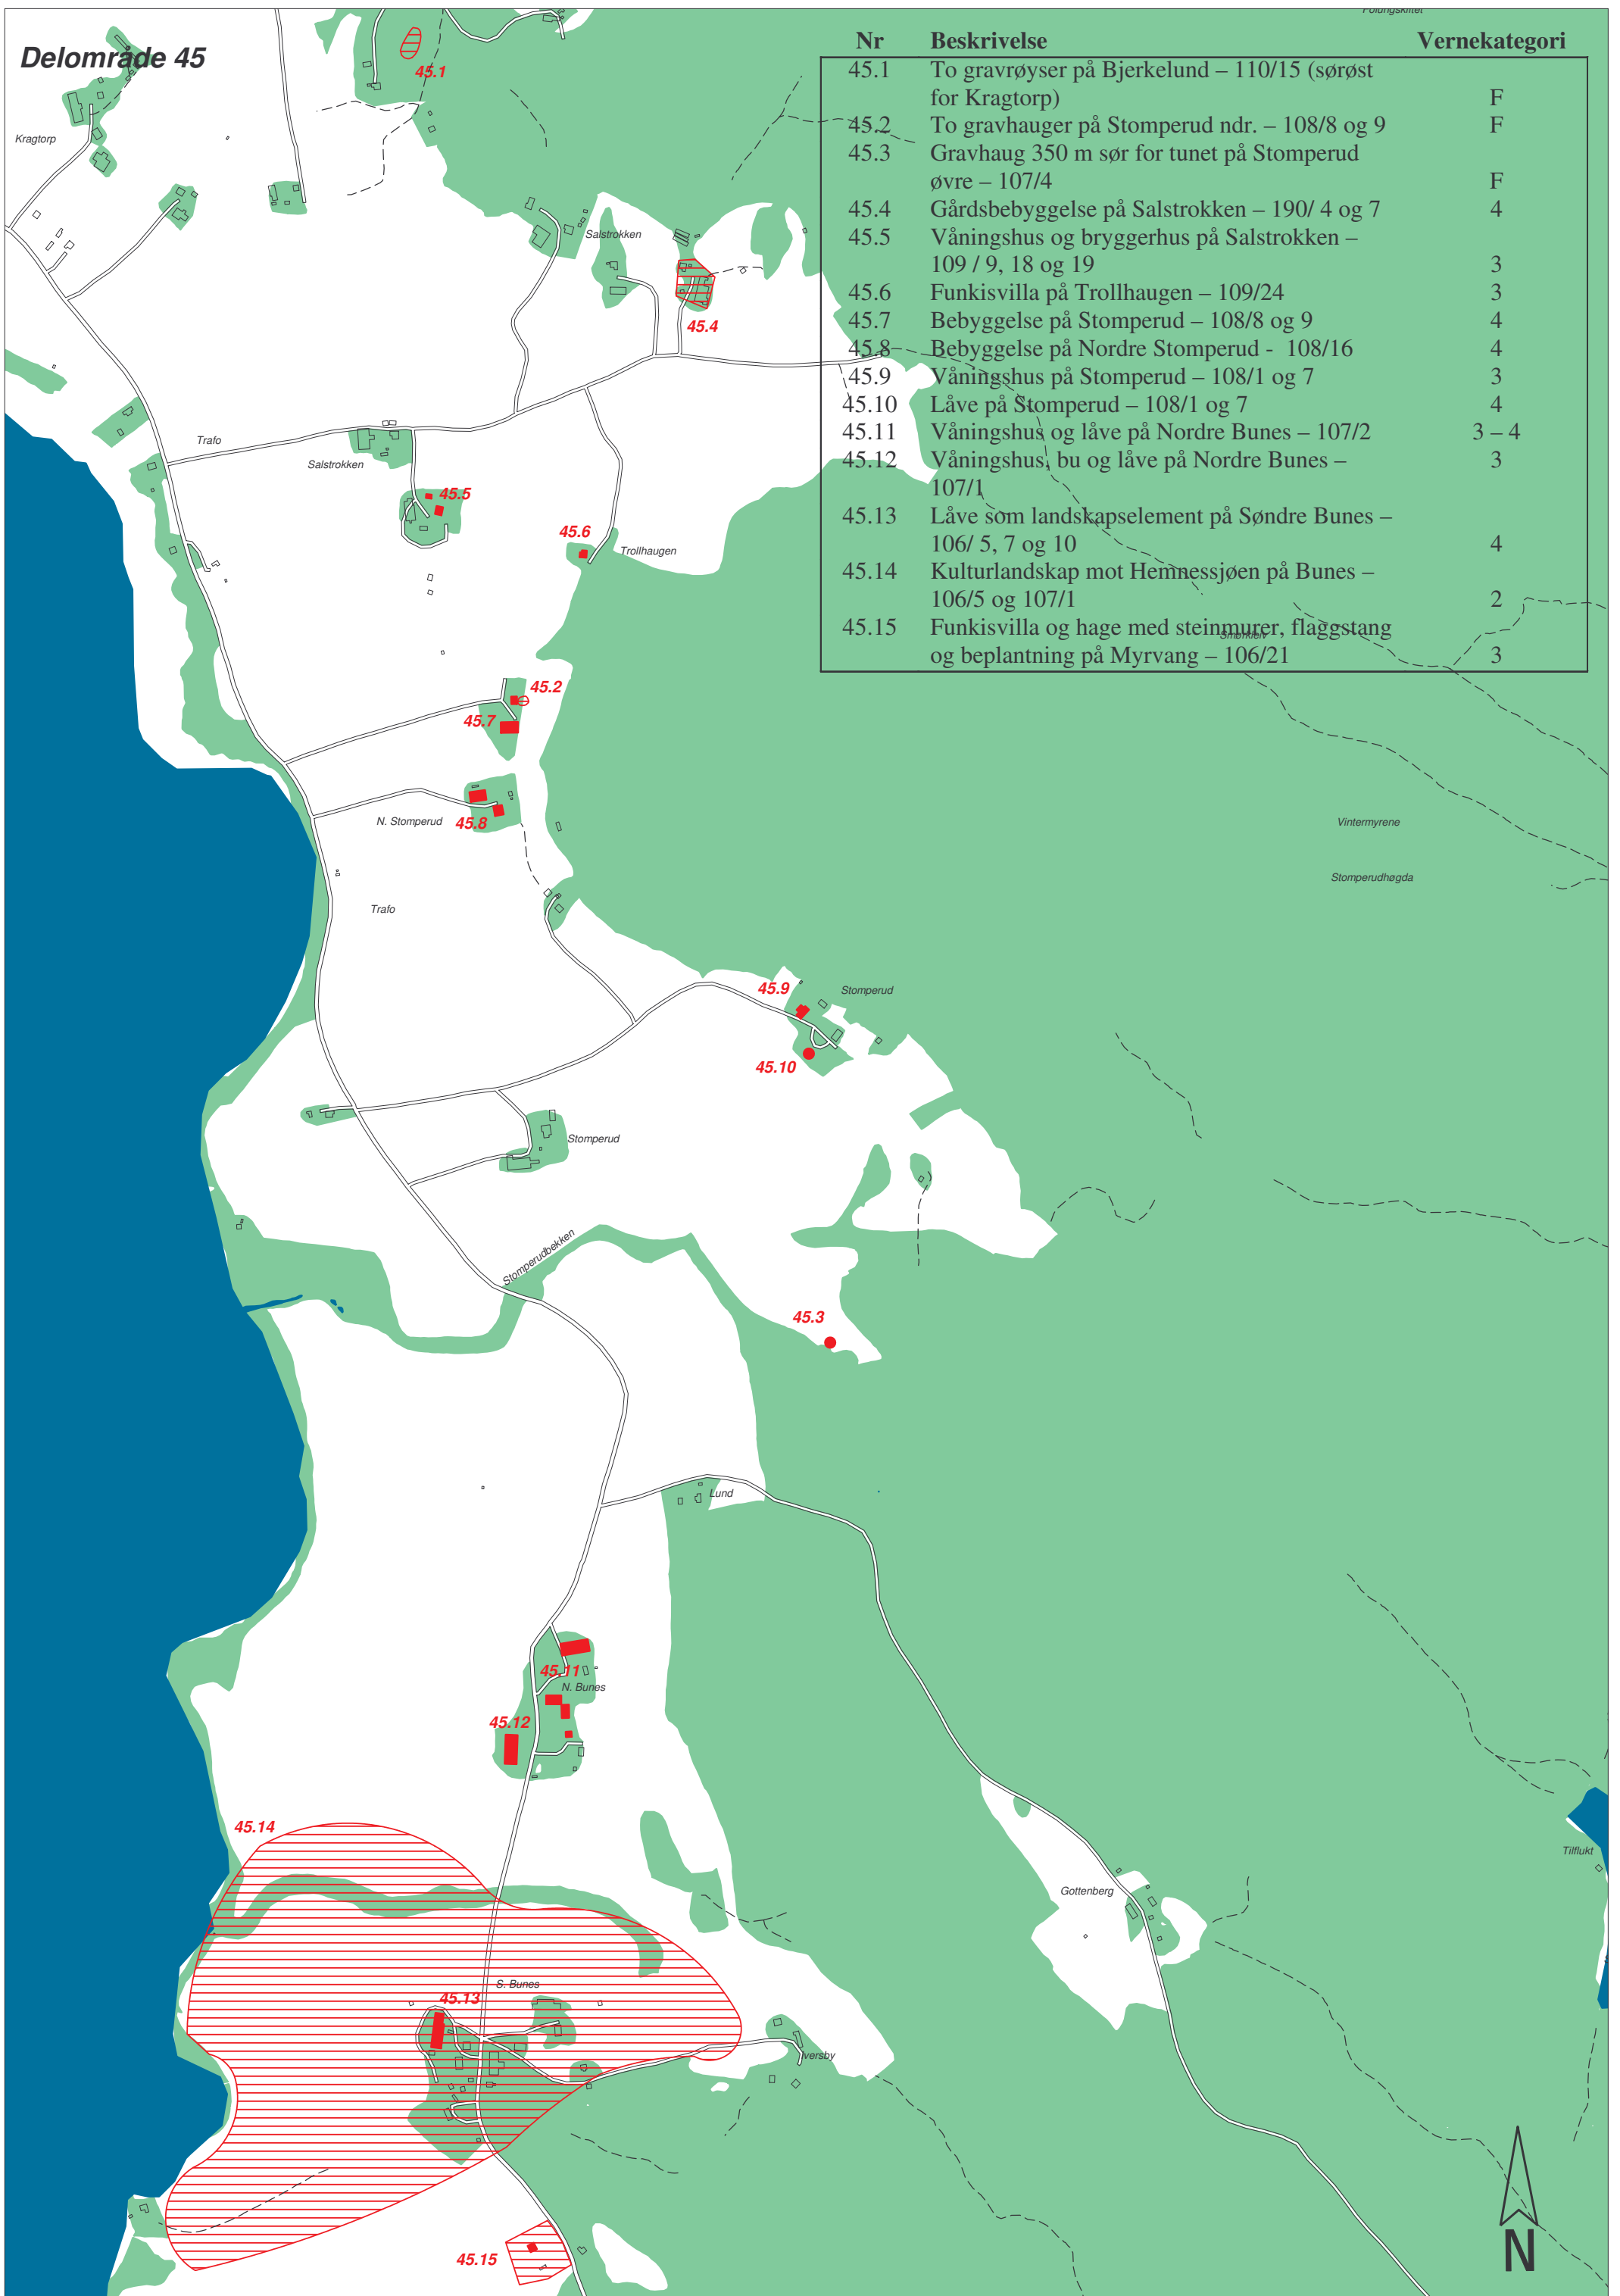 Delområde 45
Nr Beskrivelse Vernekategori
45.1 To gravrøyser på Bjerkelund – 110/15 (sørøst
for Kragtorp) F
45.2 To gravhauger på Stomperud ndr. – 108/8 og 9 F
45.3 Gravhaug 350 m sør for tunet på Stomperud
øvre – 107/4 F
45.4 Gårdsbebyggelse på Salstrokken – 190/ 4 og 7 4
45.5 Våningshus og bryggerhus på Salstrokken –
109 / 9, 18 og 19 3
45.6 Funkisvilla på Trollhaugen – 109/24 3
45.7 Bebyggelse på Stomperud – 108/8 og 9 4
45.8 Bebyggelse på Nordre Stomperud - 108/16 4
45.9 Våningshus på Stomperud – 108/1 og 7 3
45.10 Låve på Stomperud – 108/1 og 7 4
45.11 Våningshus og låve på Nordre Bunes – 107/2 3 – 4
45.12 Våningshus, bu og låve på Nordre Bunes – 3
107/1
45.13 Låve som landskapselement på Søndre Bunes –
106/ 5, 7 og 10 4
45.14 Kulturlandskap mot Hemnessjøen på Bunes –
106/5 og 107/1 2
45.15 Funkisvilla og hage med steinmurer, flaggstang
og beplantning på Myrvang – 106/21 3
45.1
Kragtorp
Salstrokken
45.4
Trafo
Salstrokken
45.5
45.6
Trollhaugen
45.2
45.7
N. Stomperud
45.8
Vintermyrene
Stomperudhøgda
Trafo
45.9
Stomperud
45.10
Stomperud
Stomperudbekken
45.3
Lund
45.11
N. Bunes
45.12
45.14
Tilflukt
Gottenberg
S. Bunes
45.13
Iversby
45.15
N